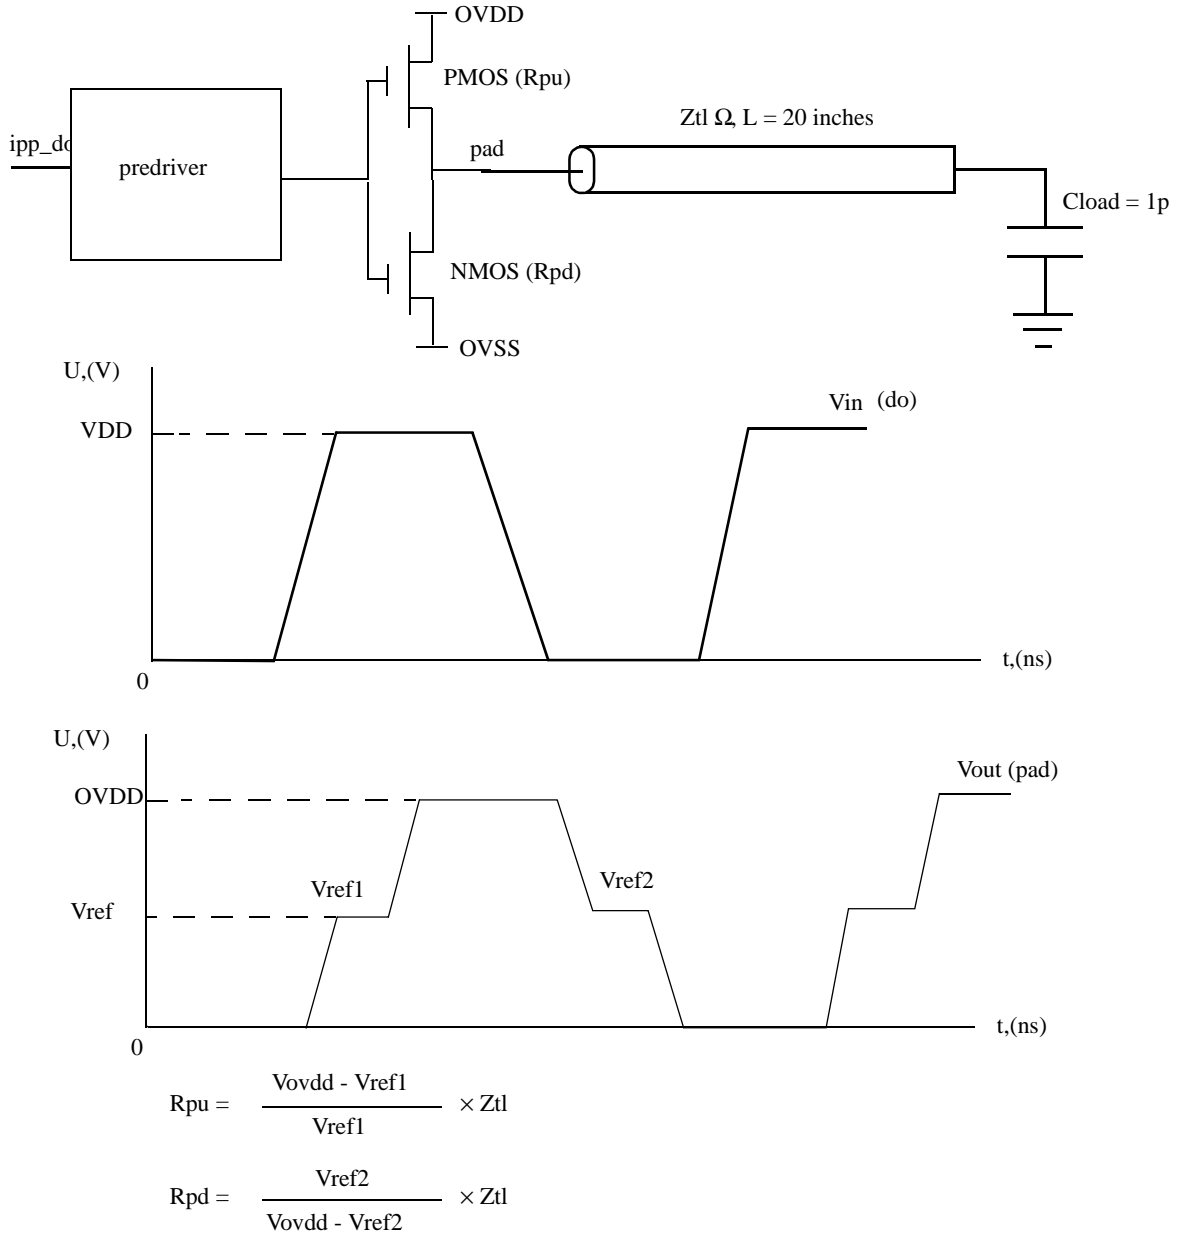 OVDD
PMOS (Rpu)
Ztl Ω, L = 20 inches
ipp_do
predriver
pad
Cload = 1p
NMOS (Rpd)
OVSS
U,(V)
VDD
Vin (do)
t,(ns)
0
U,(V)
Vout (pad)
OVDD
Vref1
Vref2
Vref
t,(ns)
0
Vovdd - Vref1
Rpu = × Ztl
Vref1
Vref2
Rpd = × Ztl
Vovdd - Vref2